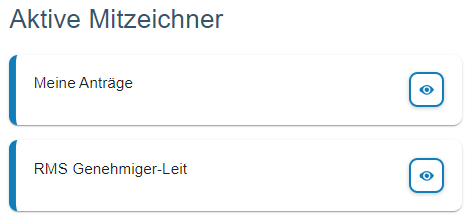 Aktive Mitzeichner
Meine Anträge
RMS Genehmiger-Leit